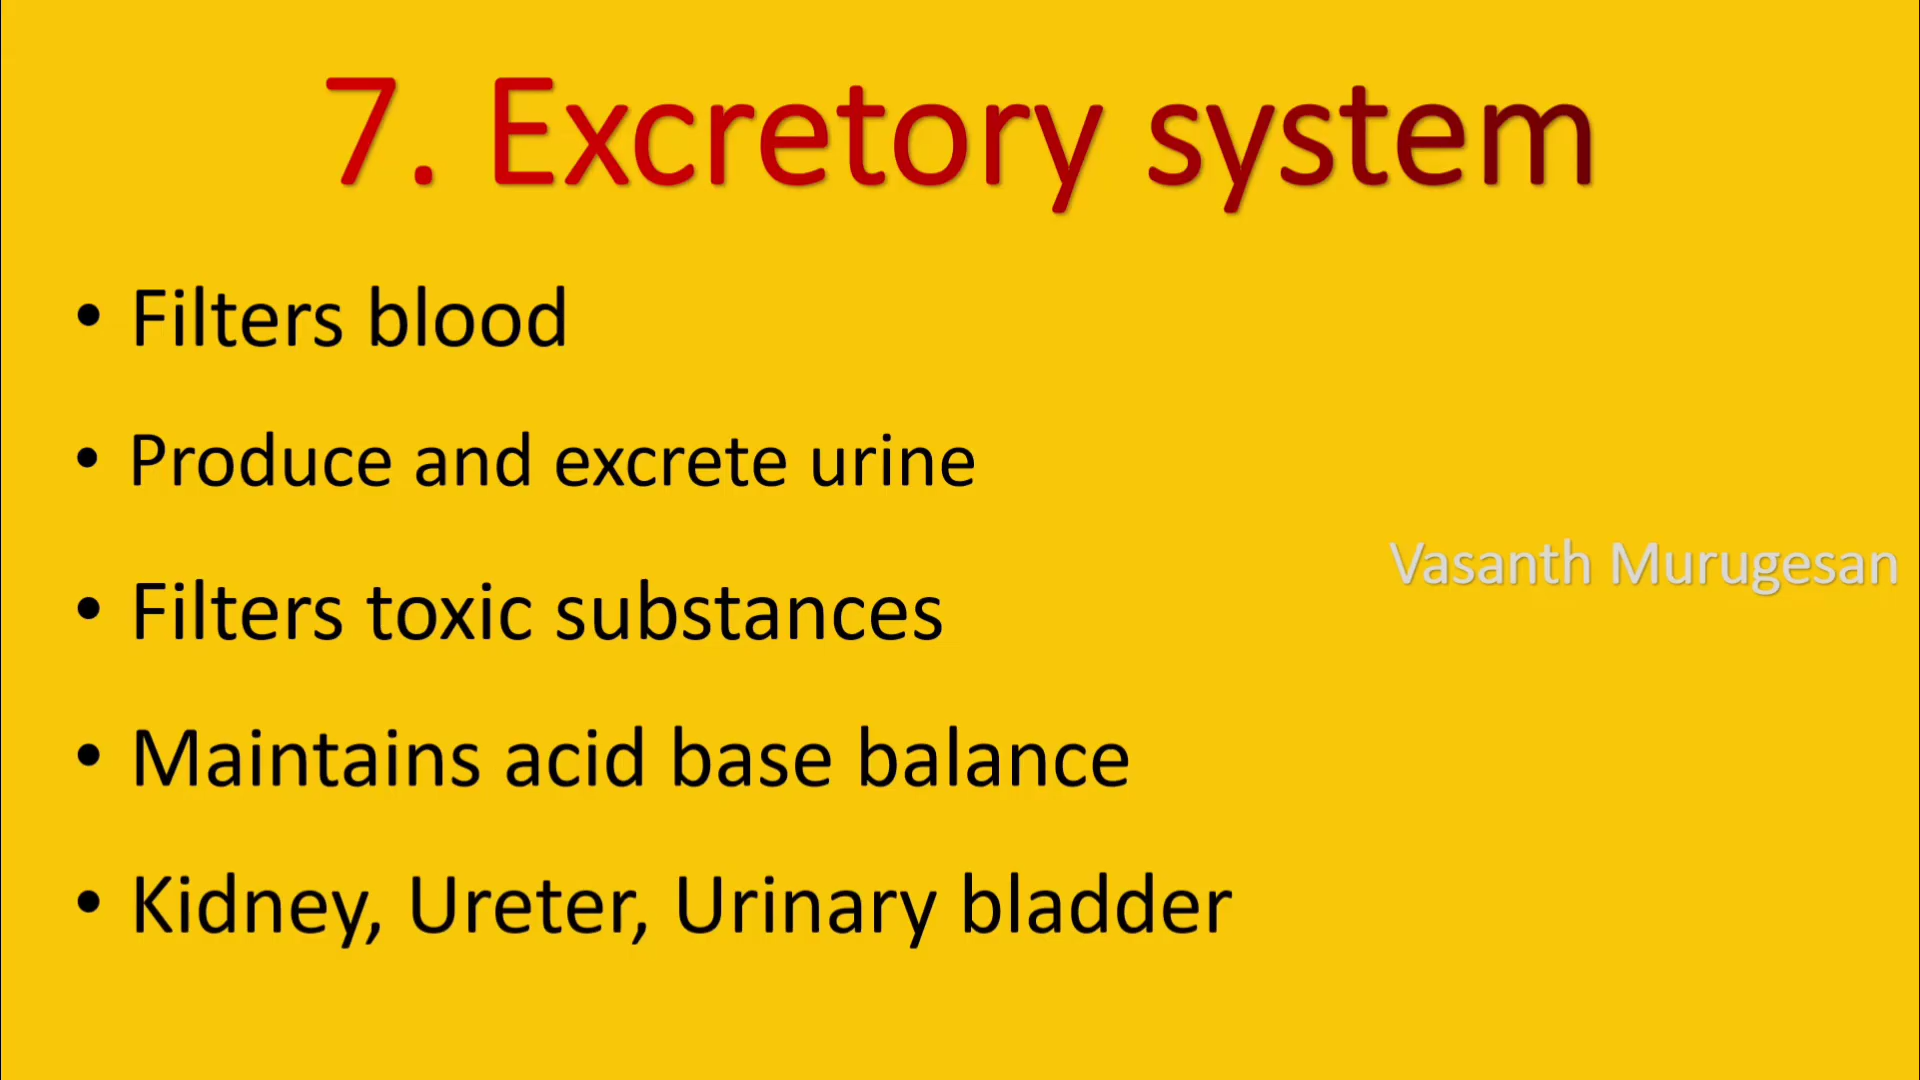 7. Excretory system
• Filters blood
• Produce and excrete urine
Vasanth Murugesan
• Filters toxic substances
• Maintains acid base balance
• Kidney, Ureter, Urinary bladder